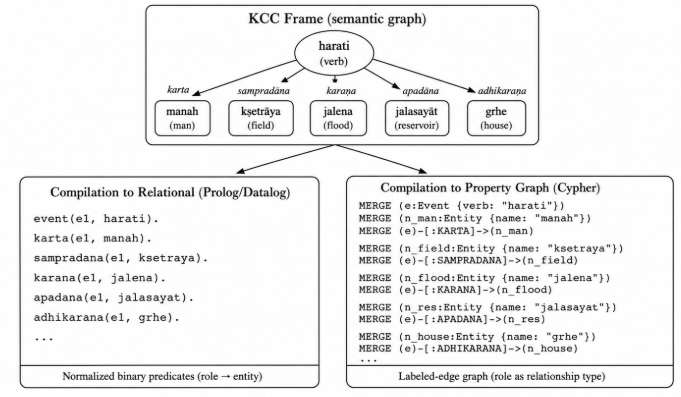 KCC Frame (semantic graph)
harati
(verb)
karta
sampradāna
karaṇa
apadāna
adhikaraṇa
manah
(man)
kṣetrāya
(field)
jalena
(flood)
jalasayāt
(reservoir)
grhe
(house)
Compilation to Relational (Prolog/Datalog)
event(e1, harati).
karta(e1, manah).
sampradana(e1, ksetraya).
karana(e1, jalena).
apadana(e1, jalasayat).
adhikarana(e1, grhe).
...
Normalized binary predicates (role → entity)
Compilation to Property Graph (Cypher)
MERGE (e:Event {verb: "harati"})
MERGE (n_man:Entity {name: "manah"})
MERGE (e)-[:KARTA]->(n_man)
MERGE (n_field:Entity {name: "ksetraya"})
MERGE (e)-[:SAMPRADANA]->(n_field)
MERGE (n_flood:Entity {name: "jalena"})
MERGE (e)-[:KARANA]->(n_flood)
MERGE (n_res:Entity {name: "jalasayat"})
MERGE (e)-[:APADANA]->(n_res)
MERGE (n_house:Entity {name: "grhe"})
MERGE (e)-[:ADHIKARANA]->(n_house)
...
Labeled-edge graph (role as relationship type)